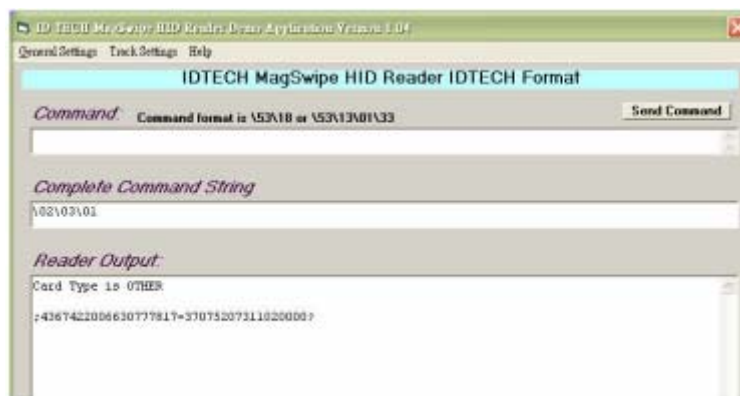 ID TECH MagSwipe HID Reader Demo Application Version 1.04
General Settings Track Settings Help
IDTECH MagSwipe HID Reader IDTECH Format
Command: Command format is \53\18 or \53\13\01\33
Send Command
Complete Command String
\02\03\01
Reader Output:
Card Type is OTHER